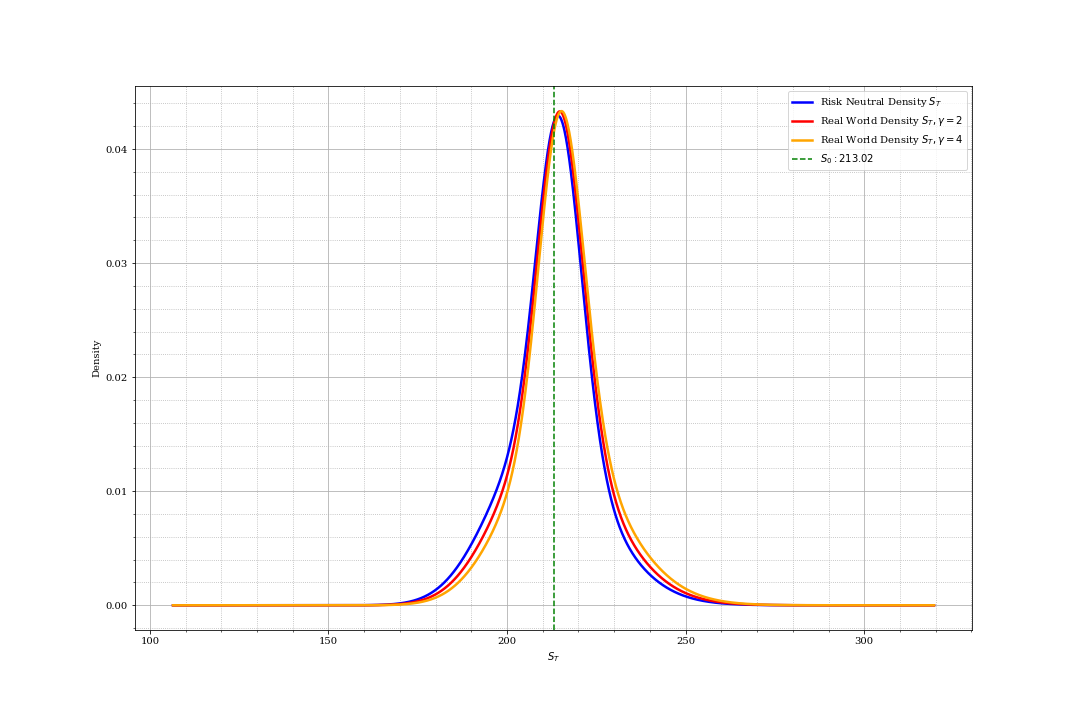 Risk Neutral Density $S_T$
Real World Density $S_T, \gamma = 2$
Real World Density $S_T, \gamma = 4$
$S_0 : 213.02$
0.04
0.03
0.02
0.01
0.00
Density
100
150
200
250
300
$S_T$